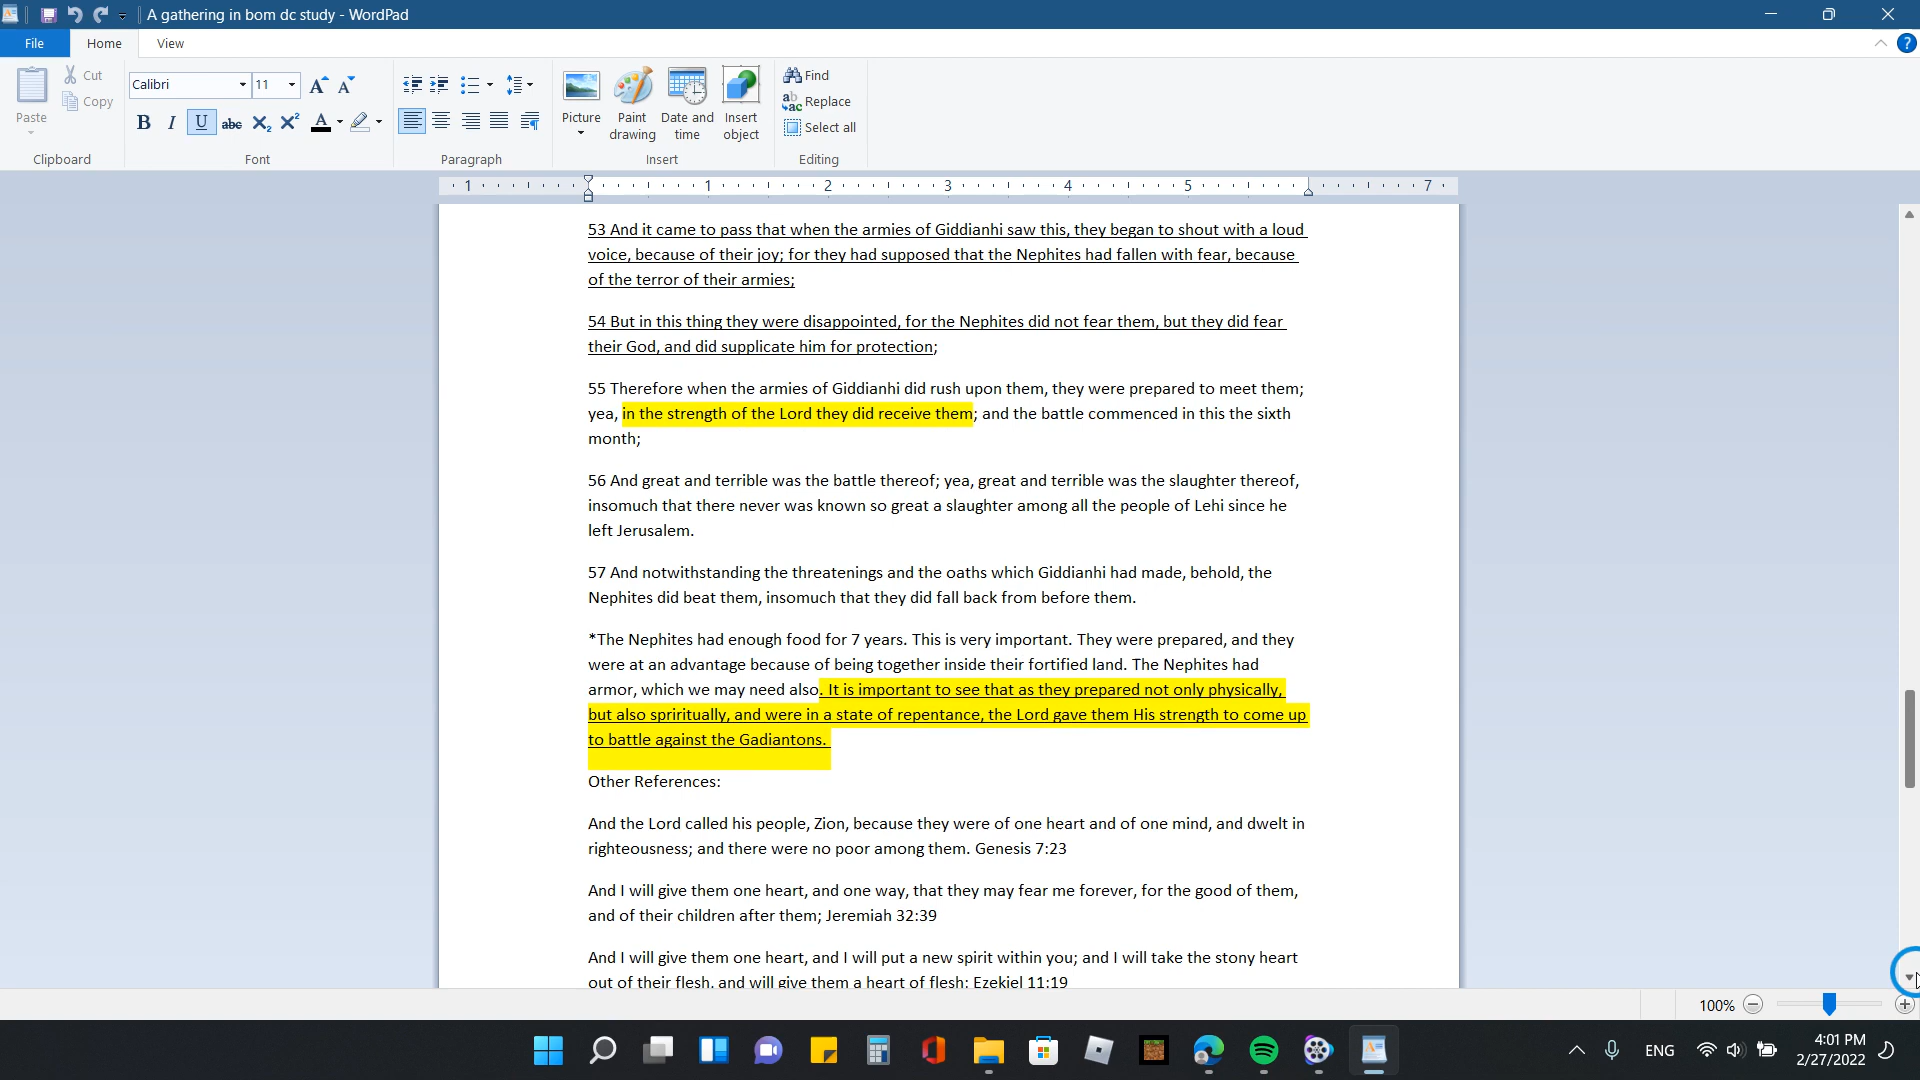 A gathering in bom dc study - WordPad
File
Home
View
Paste
Cut
Copy
Clipboard
Calibri
11
A
A
B
I
U
abc
X₂
X²
A
Font
Paragraph
Picture
Paint drawing
Date and time
Insert object
Insert
Find
Replace
Select all
Editing
1 1 2 3 4 5 7
53 And it came to pass that when the armies of Giddianhi saw this, they began to shout with a loud
voice, because of their joy; for they had supposed that the Nephites had fallen with fear, because
of the terror of their armies;
54 But in this thing they were disappointed, for the Nephites did not fear them, but they did fear
their God, and did supplicate him for protection;
55 Therefore when the armies of Giddianhi did rush upon them, they were prepared to meet them;
yea, in the strength of the Lord they did receive them; and the battle commenced in this the sixth
month;
56 And great and terrible was the battle thereof; yea, great and terrible was the slaughter thereof,
insomuch that there never was known so great a slaughter among all the people of Lehi since he
left Jerusalem.
57 And notwithstanding the threatenings and the oaths which Giddianhi had made, behold, the
Nephites did beat them, insomuch that they did fall back from before them.
*The Nephites had enough food for 7 years. This is very important. They were prepared, and they
were at an advantage because of being together inside their fortified land. The Nephites had
armor, which we may need also. It is important to see that as they prepared not only physically,
but also spriritually, and were in a state of repentance, the Lord gave them His strength to come up
to battle against the Gadiantons.
Other References:
And the Lord called his people, Zion, because they were of one heart and of one mind, and dwelt in
righteousness; and there were no poor among them. Genesis 7:23
And I will give them one heart, and one way, that they may fear me forever, for the good of them,
and of their children after them; Jeremiah 32:39
And I will give them one heart, and I will put a new spirit within you; and I will take the stony heart
out of their flesh, and will give them a heart of flesh; Ezekiel 11:19
100%
ENG
4:01 PM
2/27/2022